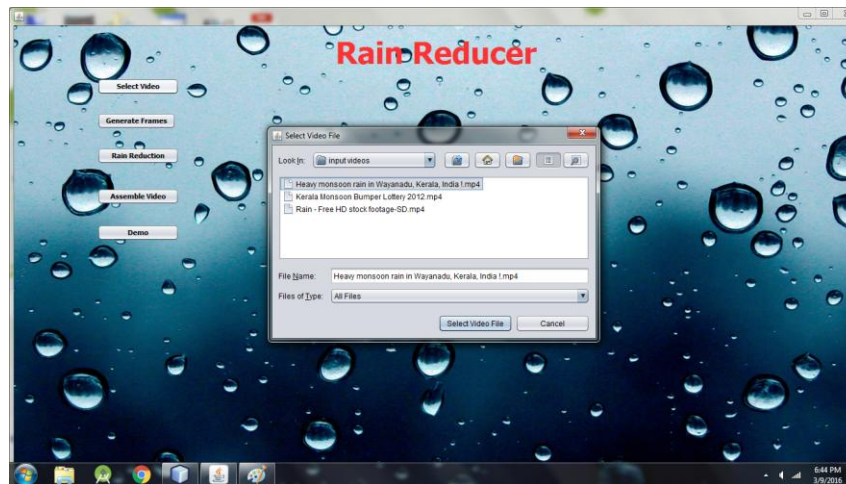 Rain Reducer
Select Video
Generate Frames
Rain Reduction
Assemble Video
Demo
Select Video File
Look In: input videos
Heavy monsoon rain in Wayanadu, Kerala, India !.mp4
Kerala Monsoon Bumper Lottery 2012.mp4
Rain - Free HD stock footage-SD.mp4
File Name: Heavy monsoon rain in Wayanadu, Kerala, India !.mp4
Files of Type: All Files
Select Video File Cancel
6:44 PM
3/9/2016